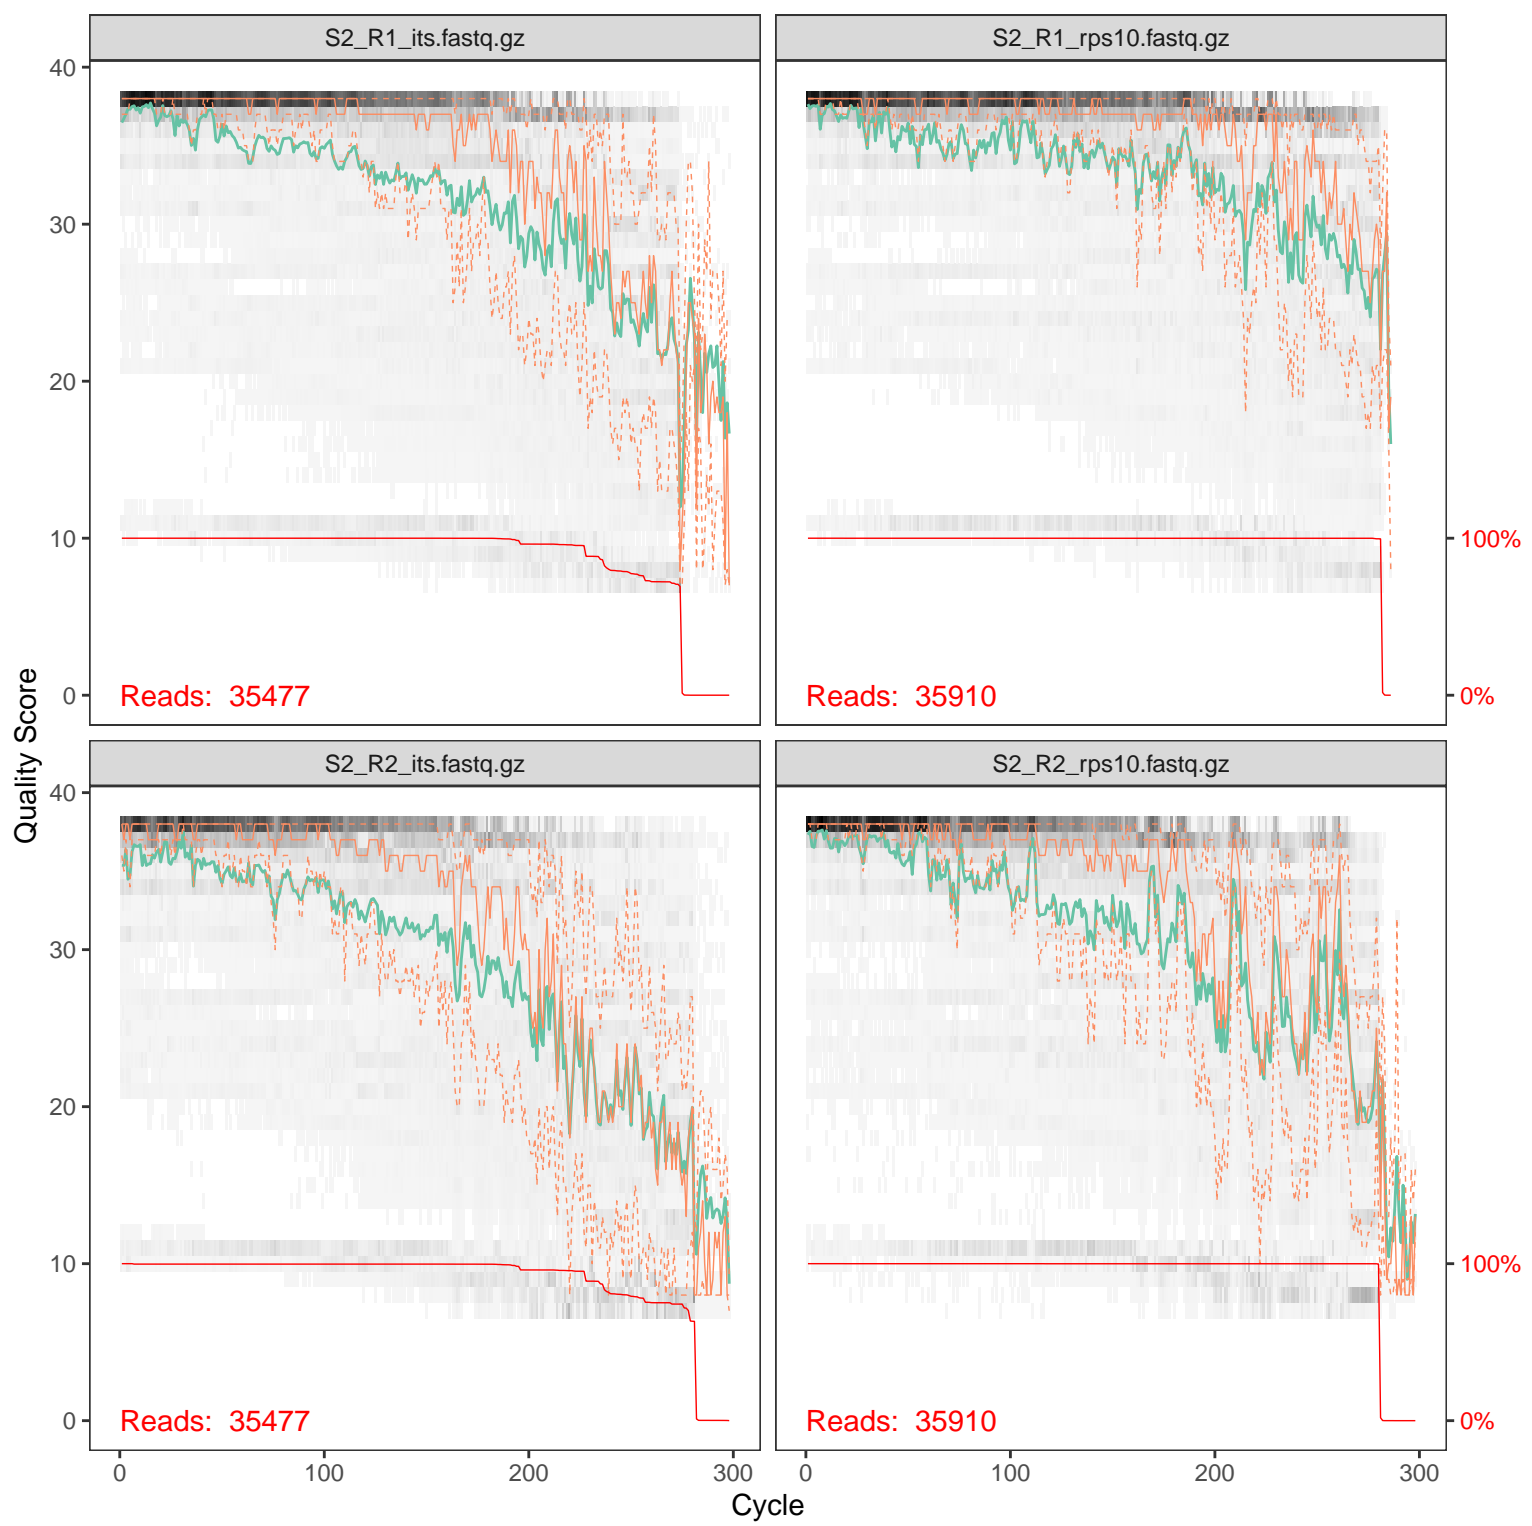 S2_R1_its.fastq.gz
S2_R1_rps10.fastq.gz
40
30
20
10
0
Reads: 35477
Reads: 35910
100%
0%
Quality Score
S2_R2_its.fastq.gz
S2_R2_rps10.fastq.gz
40
30
20
10
0
Reads: 35477
Reads: 35910
100%
0%
0 100 200 300
0 100 200 300
Cycle